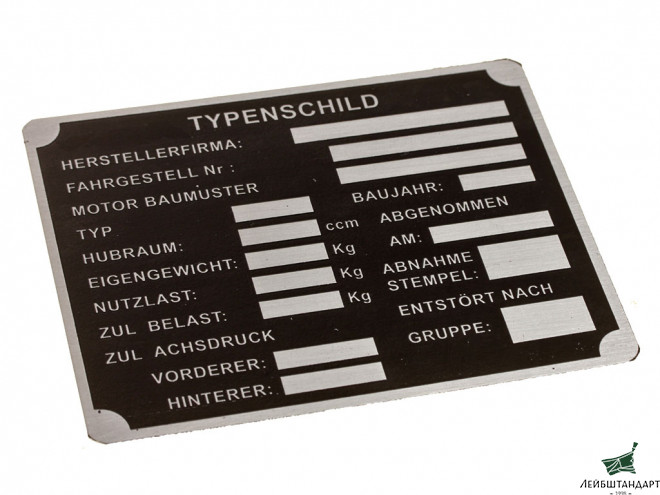 TYPENSCHILD
HERSTELLERFIRMA:
FAHRGESTELL Nr :
MOTOR BAUMUSTER
TYP
BAUJAHR:
HUBRAUM: ccm
ABGENOMMEN
EIGENGEWICHT: Kg
AM:
NUTZLAST: Kg
ABNAHME
STEMPEL:
ZUL BELAST: Kg
ENTSTÖRT NACH
ZUL ACHSDRUCK
GRUPPE:
VORDERER:
HINTERER:
ЛЕЙБШТАНДАРТ
1998